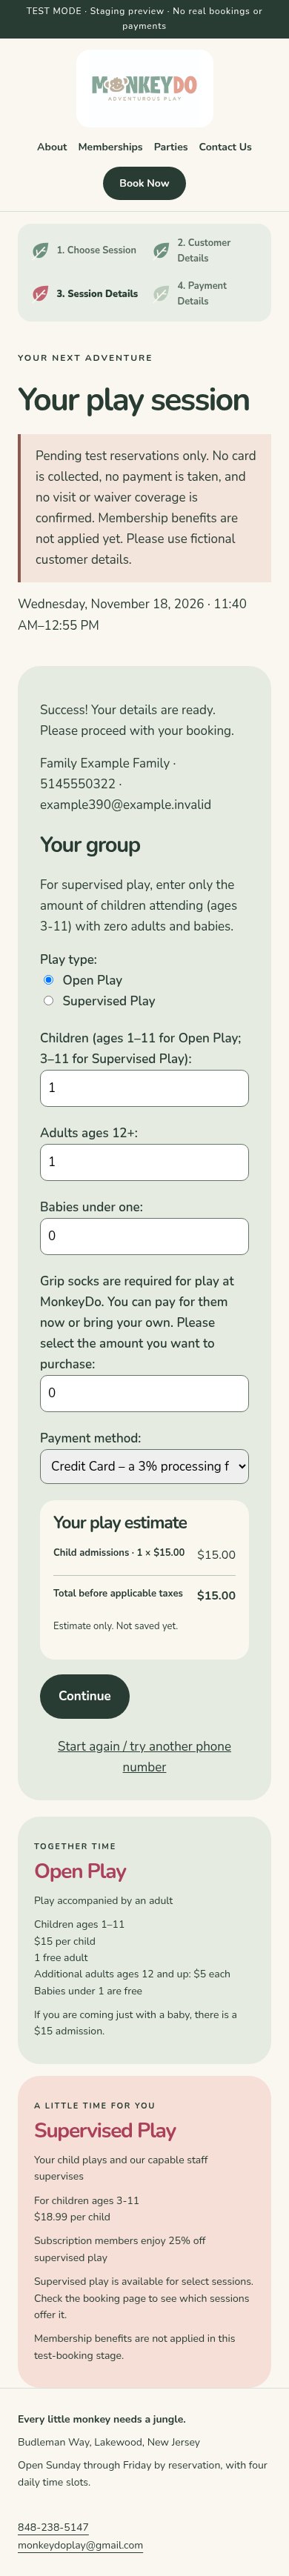 TEST MODE · Staging preview · No real bookings or
payments
MONKEYDO
ADVENTUROUS PLAY
About Memberships Parties Contact Us
Book Now
1. Choose Session
2. Customer
Details
3. Session Details
4. Payment
Details
YOUR NEXT ADVENTURE
Your play session
Pending test reservations only. No card
is collected, no payment is taken, and
no visit or waiver coverage is
confirmed. Membership benefits are
not applied yet. Please use fictional
customer details.
Wednesday, November 18, 2026 · 11:40
AM–12:55 PM
Success! Your details are ready.
Please proceed with your booking.
Family Example Family ·
5145550322 ·
example390@example.invalid
Your group
For supervised play, enter only the
amount of children attending (ages
3-11) with zero adults and babies.
Play type:
Open Play
Supervised Play
Children (ages 1–11 for Open Play;
3–11 for Supervised Play):
1
Adults ages 12+:
1
Babies under one:
0
Grip socks are required for play at
MonkeyDo. You can pay for them
now or bring your own. Please
select the amount you want to
purchase:
0
Payment method:
Credit Card – a 3% processing f
Your play estimate
Child admissions · 1 × $15.00 $15.00
Total before applicable taxes $15.00
Estimate only. Not saved yet.
Continue
Start again / try another phone
number
TOGETHER TIME
Open Play
Play accompanied by an adult
Children ages 1–11
$15 per child
1 free adult
Additional adults ages 12 and up: $5 each
Babies under 1 are free
If you are coming just with a baby, there is a
$15 admission.
A LITTLE TIME FOR YOU
Supervised Play
Your child plays and our capable staff
supervises
For children ages 3-11
$18.99 per child
Subscription members enjoy 25% off
supervised play
Supervised play is available for select sessions.
Check the booking page to see which sessions
offer it.
Membership benefits are not applied in this
test-booking stage.
Every little monkey needs a jungle.
Budleman Way, Lakewood, New Jersey
Open Sunday through Friday by reservation, with four
daily time slots.
848-238-5147
monkeydoplay@gmail.com